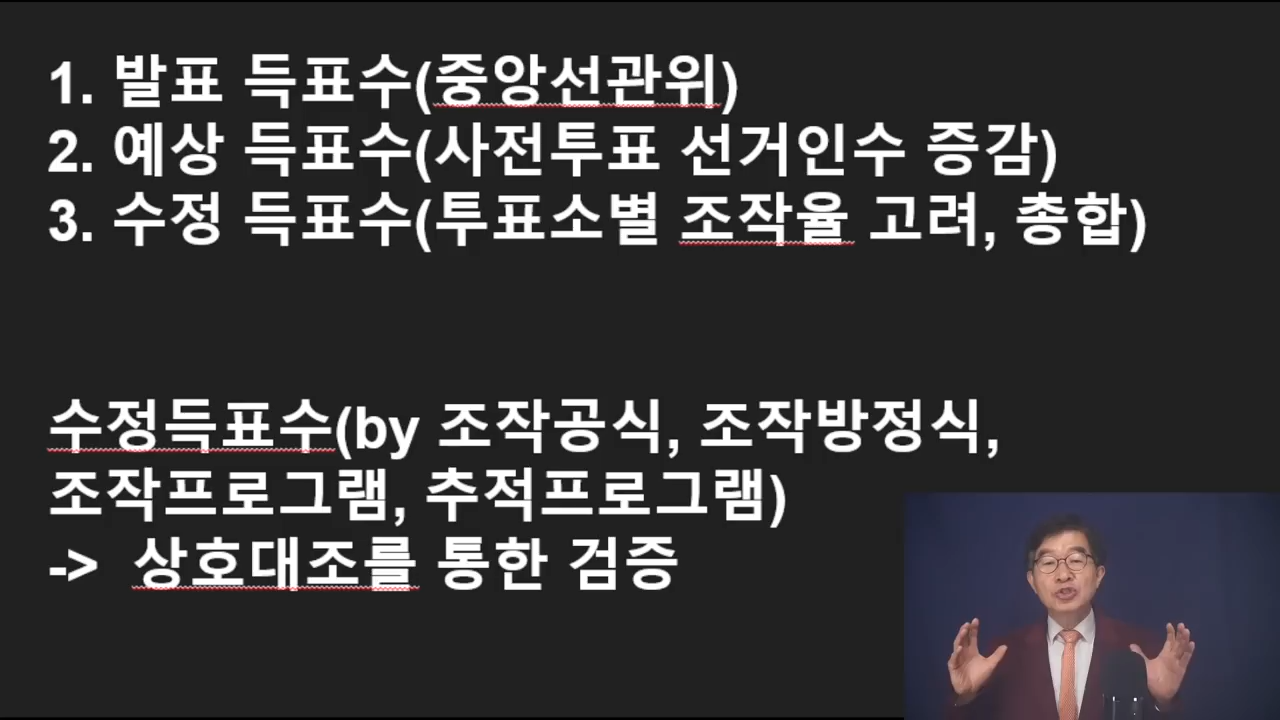 1. 발표 득표수(중앙선관위)
2. 예상 득표수(사전투표 선거인수 증감)
3. 수정 득표수(투표소별 조작율 고려, 총합)
수정득표수(by 조작공식, 조작방정식,
조작프로그램, 추적프로그램)
-> 상호대조를 통한 검증